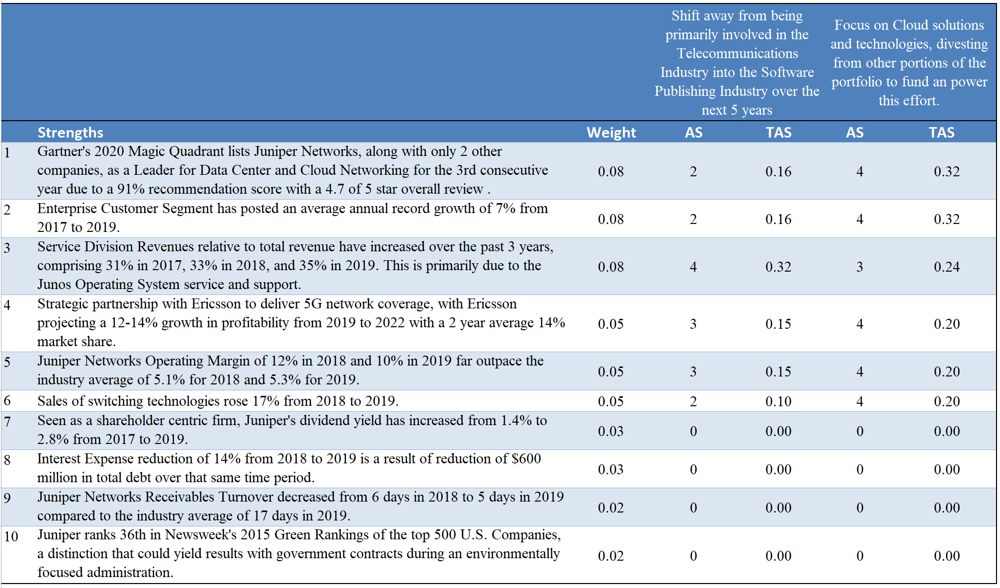 Shift away from being
primarily involved in the
Telecommunications
Industry into the Software
Publishing Industry over the
next 5 years
Focus on Cloud solutions
and technologies, divesting
from other portions of the
portfolio to fund an power
this effort.
Strengths Weight AS TAS AS TAS
1 Gartner's 2020 Magic Quadrant lists Juniper Networks, along with only 2 other
companies, as a Leader for Data Center and Cloud Networking for the 3rd consecutive
year due to a 91% recommendation score with a 4.7 of 5 star overall review .
0.08 2 0.16 4 0.32
2 Enterprise Customer Segment has posted an average annual record growth of 7% from
2017 to 2019.
0.08 2 0.16 4 0.32
3 Service Division Revenues relative to total revenue have increased over the past 3 years,
comprising 31% in 2017, 33% in 2018, and 35% in 2019. This is primarily due to the
Junos Operating System service and support.
0.08 4 0.32 3 0.24
4 Strategic partnership with Ericsson to deliver 5G network coverage, with Ericsson
projecting a 12-14% growth in profitability from 2019 to 2022 with a 2 year average 14%
market share.
0.05 3 0.15 4 0.20
5 Juniper Networks Operating Margin of 12% in 2018 and 10% in 2019 far outpace the
industry average of 5.1% for 2018 and 5.3% for 2019.
0.05 3 0.15 4 0.20
6 Sales of switching technologies rose 17% from 2018 to 2019. 0.05 2 0.10 4 0.20
7 Seen as a shareholder centric firm, Juniper's dividend yield has increased from 1.4% to
2.8% from 2017 to 2019.
0.03 0 0.00 0 0.00
8 Interest Expense reduction of 14% from 2018 to 2019 is a result of reduction of $600
million in total debt over that same time period.
0.03 0 0.00 0 0.00
9 Juniper Networks Receivables Turnover decreased from 6 days in 2018 to 5 days in 2019
compared to the industry average of 17 days in 2019.
0.02 0 0.00 0 0.00
10 Juniper ranks 36th in Newsweek's 2015 Green Rankings of the top 500 U.S. Companies,
a distinction that could yield results with government contracts during an environmentally
focused administration.
0.02 0 0.00 0 0.00